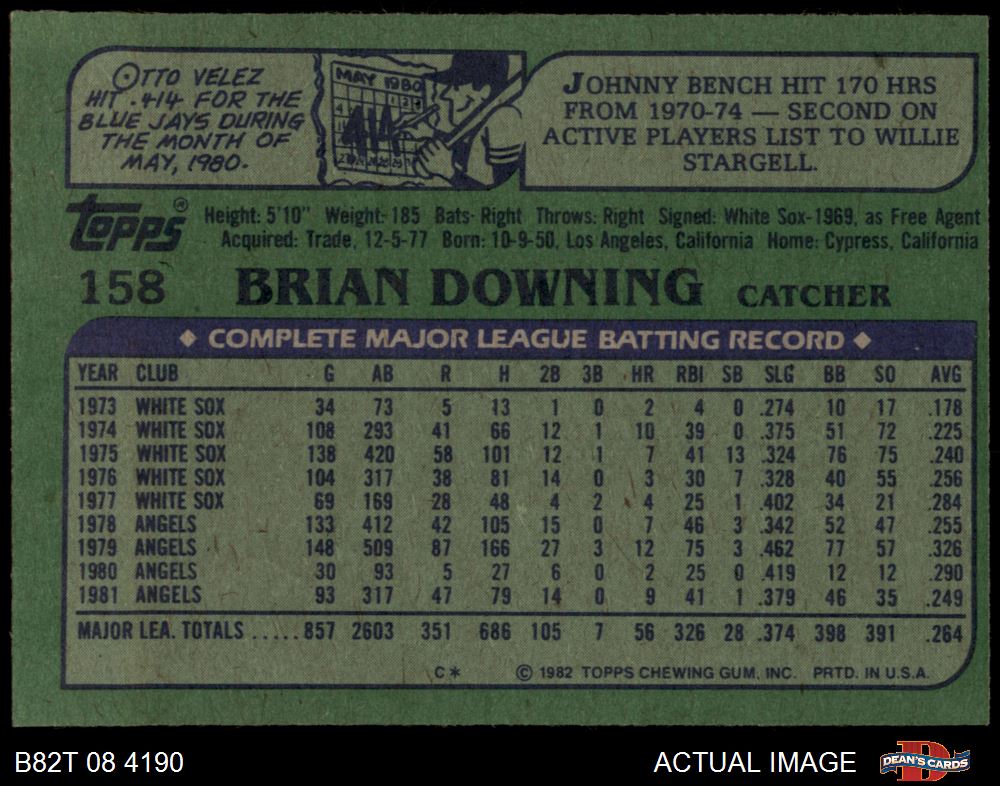 OTTO VELEZ
HIT .414 FOR THE
BLUE JAYS DURING
THE MONTH OF
MAY, 1980.
MAY 1980
414
JOHNNY BENCH HIT 170 HRS
FROM 1970-74 — SECOND ON
ACTIVE PLAYERS LIST TO WILLIE
STARGELL.
Topps ®
Height: 5'10" Weight: 185 Bats: Right Throws: Right Signed: White Sox-1969, as Free Agent
Acquired: Trade, 12-5-77 Born: 10-9-50, Los Angeles, California Home: Cypress, California
158 BRIAN DOWNING CATCHER
◆ COMPLETE MAJOR LEAGUE BATTING RECORD ◆
YEAR CLUB G AB R H 2B 3B HR RBI SB SLG BB SO AVG
1973 WHITE SOX 34 73 5 13 1 0 2 4 0 .274 10 17 .178
1974 WHITE SOX 108 293 41 66 12 1 10 39 0 .375 51 72 .225
1975 WHITE SOX 138 420 58 101 12 1 7 41 13 .324 76 75 .240
1976 WHITE SOX 104 317 38 81 14 0 3 30 7 .328 40 55 .256
1977 WHITE SOX 69 169 28 48 4 2 4 25 1 .402 34 21 .284
1978 ANGELS 133 412 42 105 15 0 7 46 3 .342 52 47 .255
1979 ANGELS 148 509 87 166 27 3 12 75 3 .462 77 57 .326
1980 ANGELS 30 93 5 27 6 0 2 25 0 .419 12 12 .290
1981 ANGELS 93 317 47 79 14 0 9 41 1 .379 46 35 .249
MAJOR LEA. TOTALS ..... 857 2603 351 686 105 7 56 326 28 .374 398 391 .264
C* © 1982 TOPPS CHEWING GUM, INC. PRTD. IN U.S.A.
B82T 08 4190 ACTUAL IMAGE DEAN'S CARDS